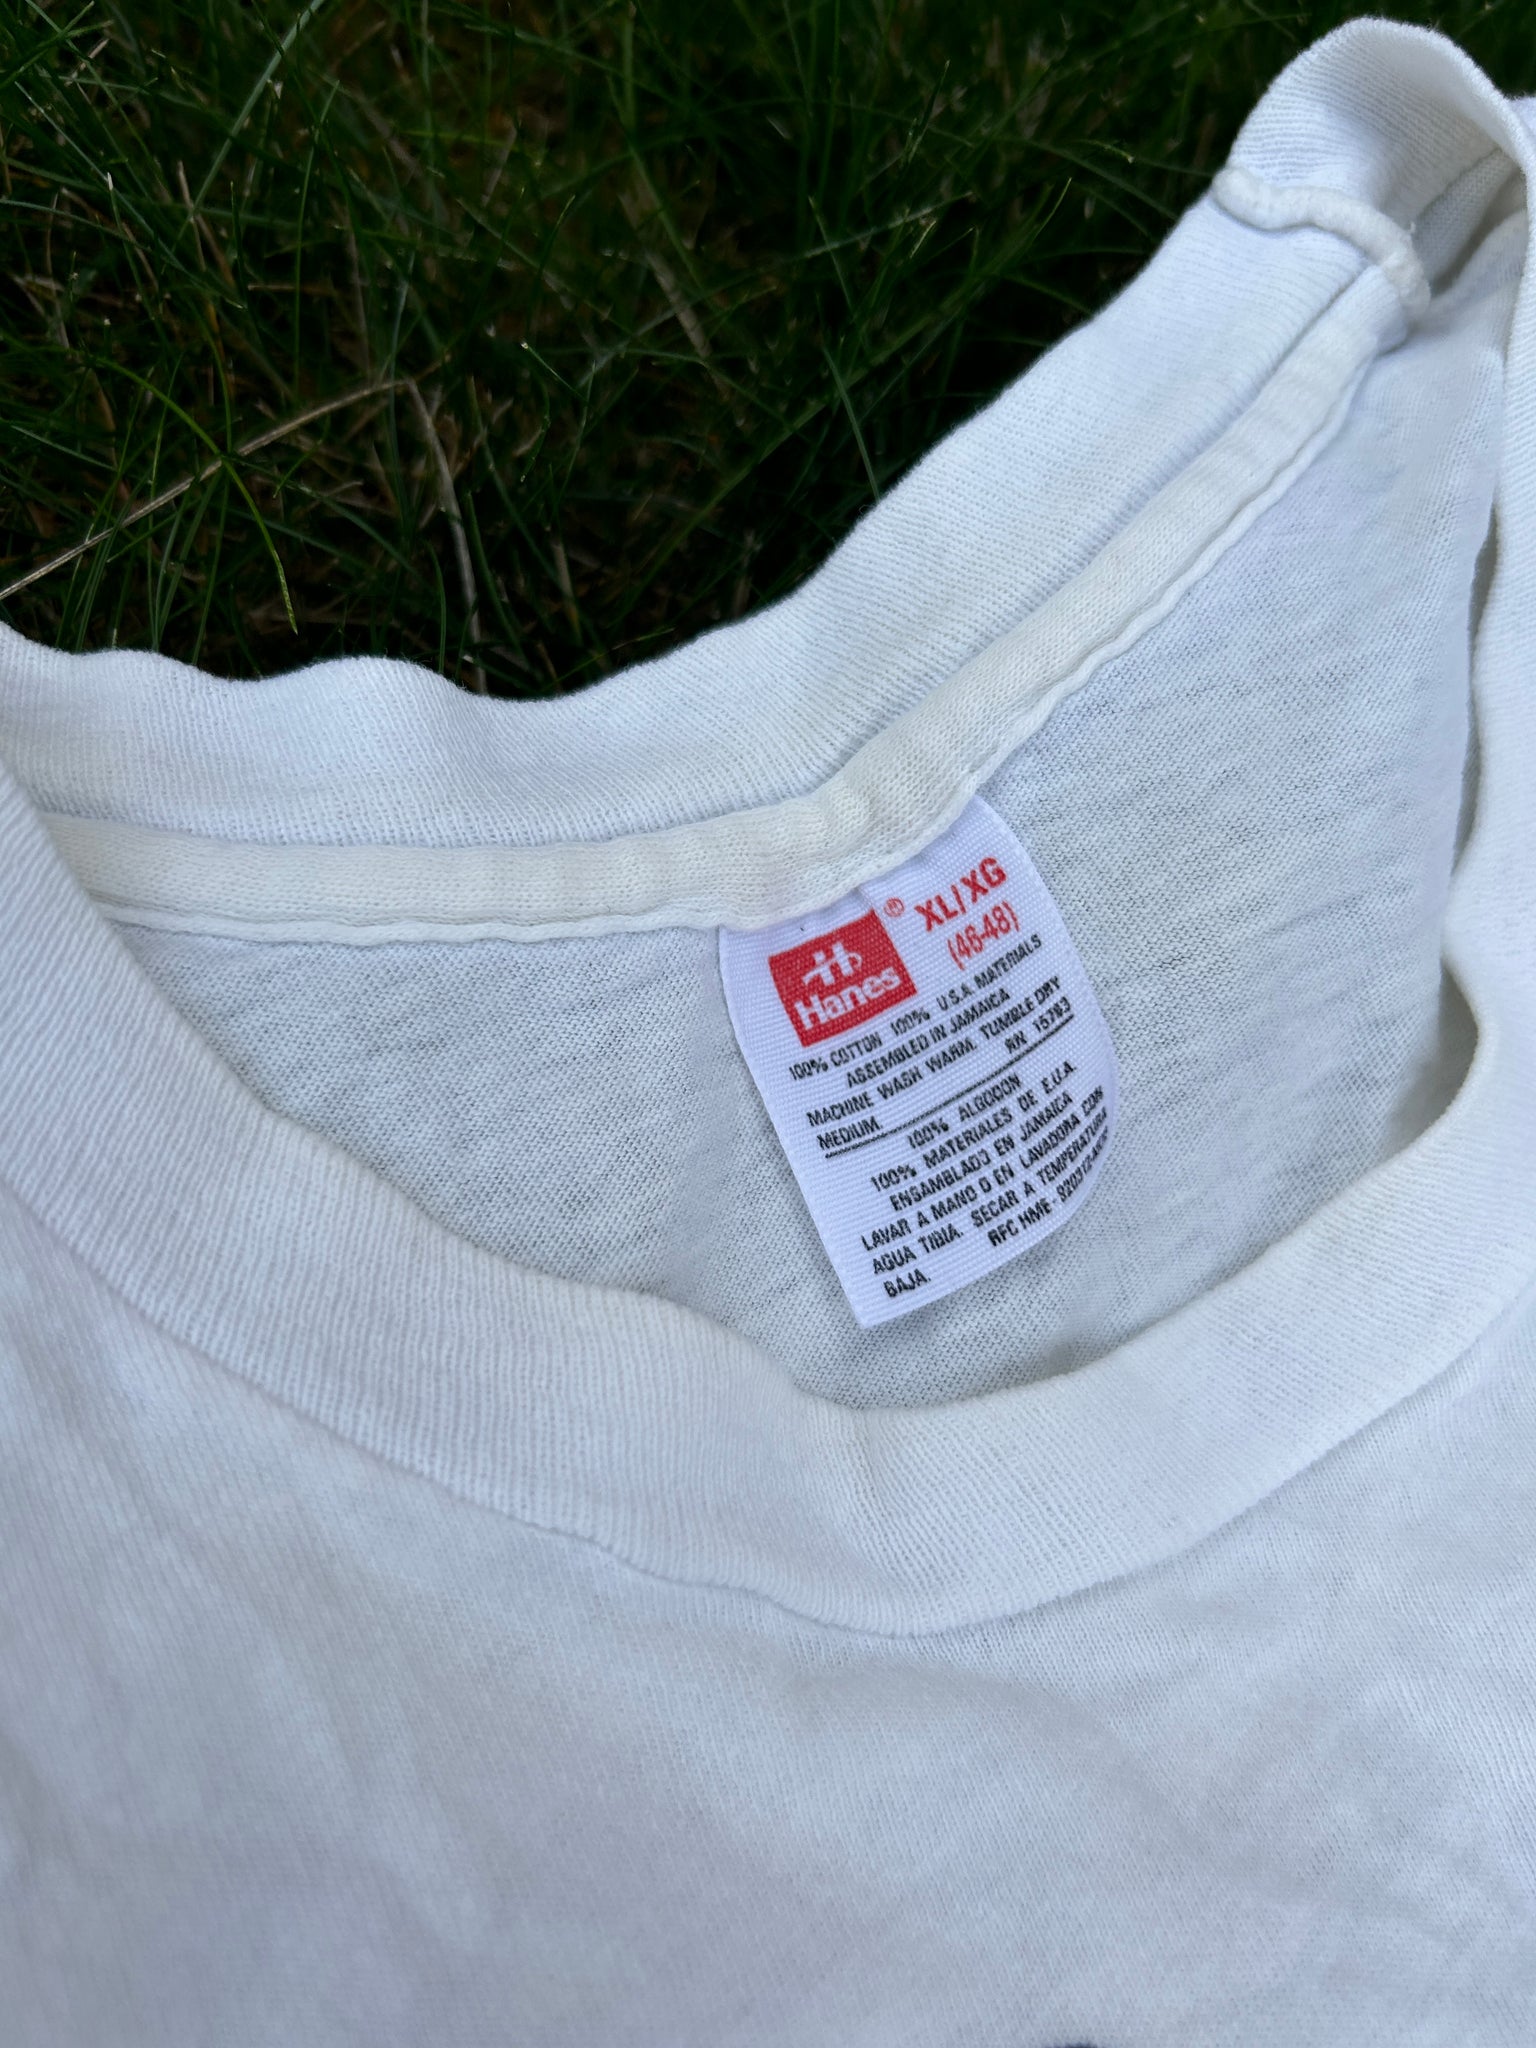 Hanes ® XL/XG
(46-48)
100% COTTON 100% U.S.A. MATERIALS
ASSEMBLED IN JAMAICA
MACHINE WASH WARM. TUMBLE DRY
MEDIUM. RN 15763
100% ALGODON
100% MATERIALES DE E.U.A.
ENSAMBLADO EN JAMAICA
LAVAR A MANO O EN LAVADORA CON
AGUA TIBIA. SECAR A TEMPERATURA
BAJA. RFC HME-